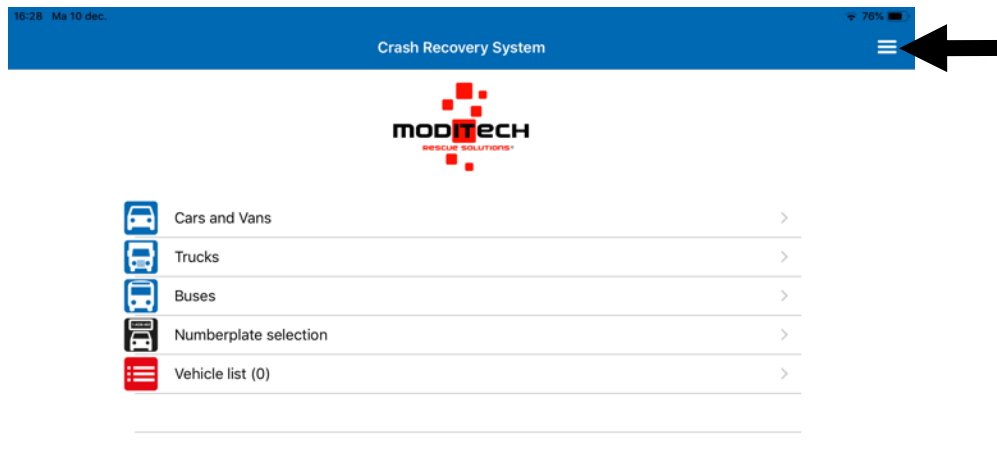 16:28 Ma 10 dec.
76%
Crash Recovery System
MODITECH
RESCUE SOLUTIONS
Cars and Vans
Trucks
Buses
Numberplate selection
Vehicle list (0)